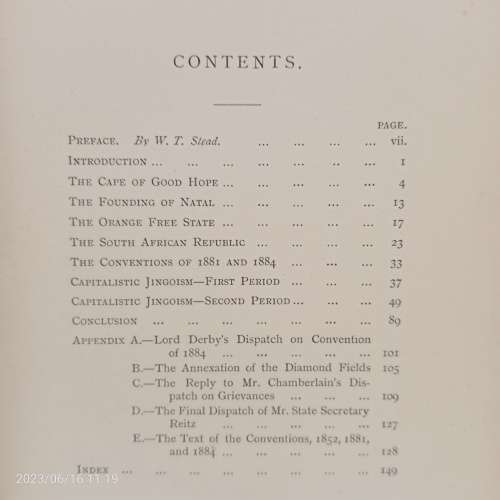 CONTENTS.
PAGE.
PREFACE. By W. T. Stead. ... ... ... ... vii.
INTRODUCTION ... ... ... ... ... .. ... 1
THE CAPE OF GOOD HOPE ... ... ... ... ... 4
THE FOUNDING OF NATAL ... ... ... ... ... 13
THE ORANGE FREE STATE ... ... ... ... ... 17
THE SOUTH AFRICAN REPUBLIC ... ... ... ... 23
THE CONVENTIONS OF 1881 AND 1884 ... ... ... 33
CAPITALISTIC JINGOISM—FIRST PERIOD ... ... ... 37
CAPITALISTIC JINGOISM—SECOND PERIOD ... ... ... 49
CONCLUSION ... ... ... ... ... ... ... 89
APPENDIX A.—Lord Derby's Dispatch on Convention
of 1884 ... ... ... ... ... 101
B.—The Annexation of the Diamond Fields 105
C.—The Reply to Mr. Chamberlain's Dis-
patch on Grievances ... ... ... 109
D.—The Final Dispatch of Mr. State Secretary
Reitz ... ... ... ... ... 127
E.—The Text of the Conventions, 1852, 1881,
and 1884 ... ... ... ... ... 128
INDEX ... ... ... ... ... ... ... ... 149
2023/06/16 11:19